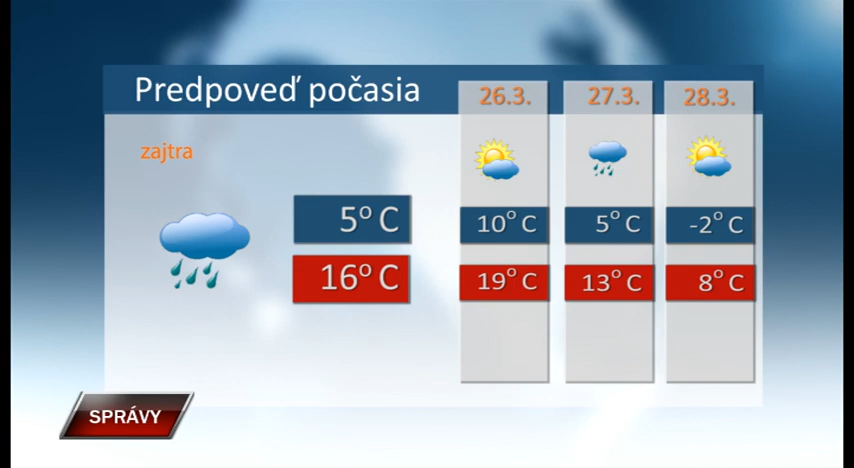 Predpoveď počasia
zajtra
5° C
16° C
26.3. 27.3. 28.3.
10° C 5° C -2° C
19° C 13° C 8° C
SPRÁVY